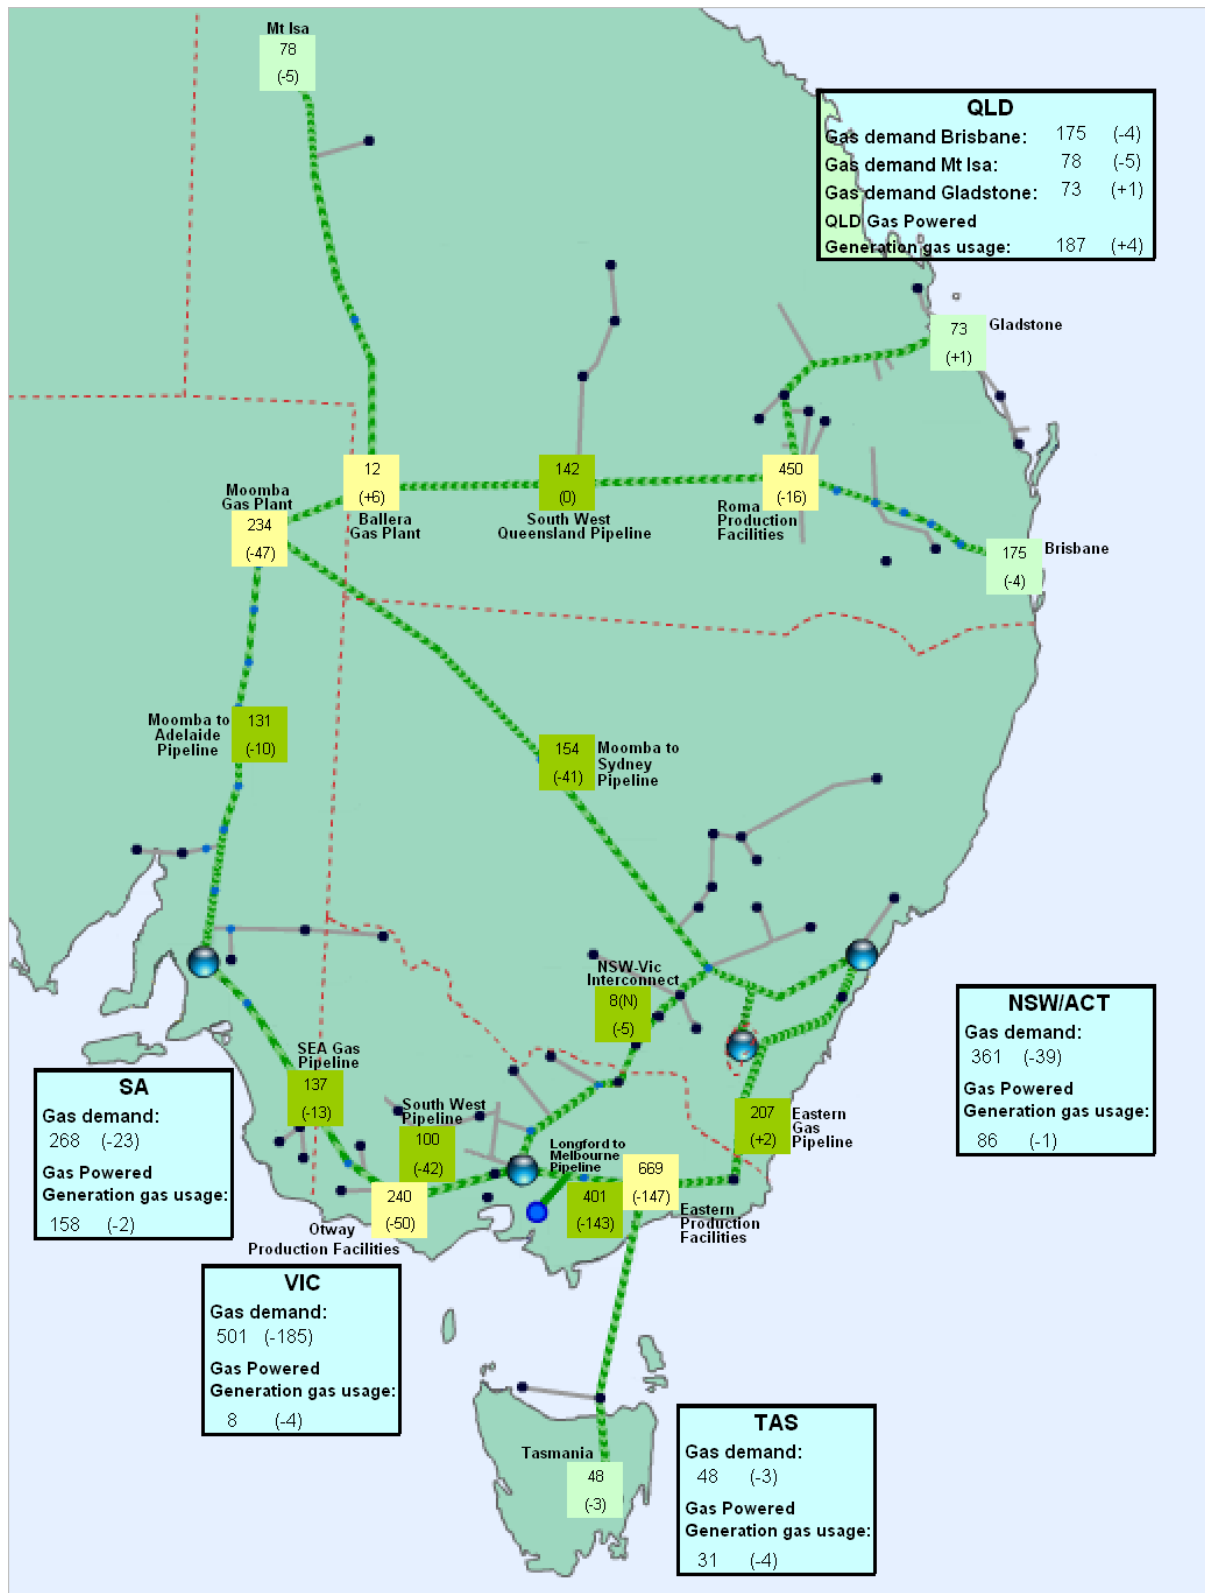 Mt Isa
78
(-5)
QLD
Gas demand Brisbane: 175 (-4)
Gas demand Mt Isa: 78 (-5)
Gas demand Gladstone: 73 (+1)
QLD Gas Powered
Generation gas usage: 187 (+4)
73
(+1)
Gladstone
Moomba
Gas Plant
234
(-47)
12
(+6)
Ballera
Gas Plant
142
(0)
South West
Queensland Pipeline
450
(-16)
Roma
Production
Facilities
175
(-4)
Brisbane
Moomba to
Adelaide
Pipeline
131
(-10)
154
(-41)
Moomba to
Sydney
Pipeline
NSW-Vic
Interconnect
8(N)
(-5)
NSW/ACT
Gas demand:
361 (-39)
Gas Powered
Generation gas usage:
86 (-1)
SEA Gas
Pipeline
137
(-13)
SA
Gas demand:
268 (-23)
Gas Powered
Generation gas usage:
158 (-2)
South West
Pipeline
100
(-42)
207
(+2)
Eastern
Gas
Pipeline
Longford to
Melbourne
Pipeline
401
(-143)
669
(-147)
Eastern
Production
Facilities
240
(-50)
Otway
Production Facilities
VIC
Gas demand:
501 (-185)
Gas Powered
Generation gas usage:
8 (-4)
Tasmania
48
(-3)
TAS
Gas demand:
48 (-3)
Gas Powered
Generation gas usage:
31 (-4)